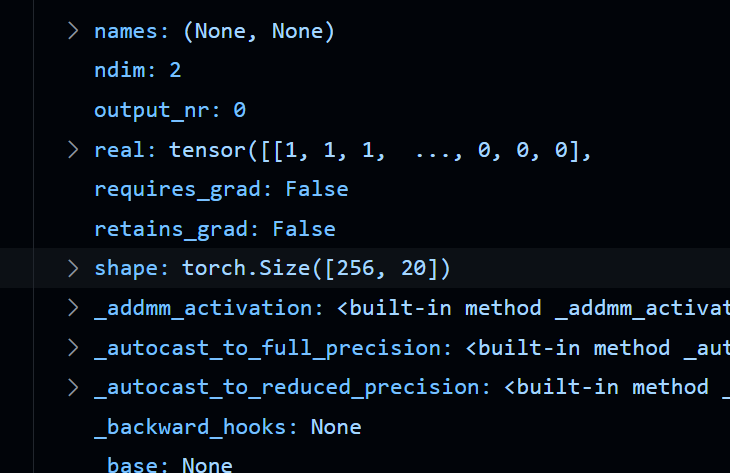 names: (None, None)
ndim: 2
output_nr: 0
real: tensor([[1, 1, 1,  ..., 0, 0, 0],
requires_grad: False
retains_grad: False
shape: torch.Size([256, 20])
_addmm_activation: <built-in method _addmm_activat
_autocast_to_full_precision: <built-in method _aut
_autocast_to_reduced_precision: <built-in method _
_backward_hooks: None
_base: None